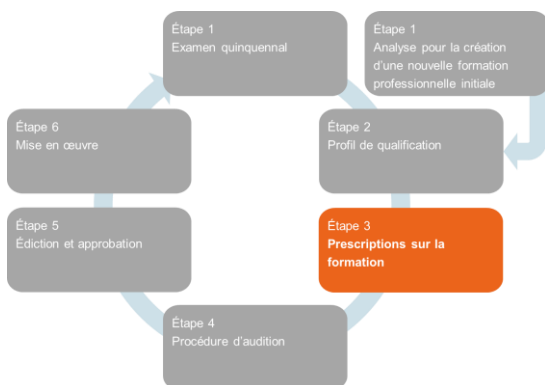 Étape 1
Examen quinquennal
Étape 1
Analyse pour la création
d'une nouvelle formation
professionnelle initiale
Étape 2
Profil de qualification
Étape 3
Prescriptions sur la
formation
Étape 4
Procédure d'audition
Étape 5
Édiction et approbation
Étape 6
Mise en œuvre